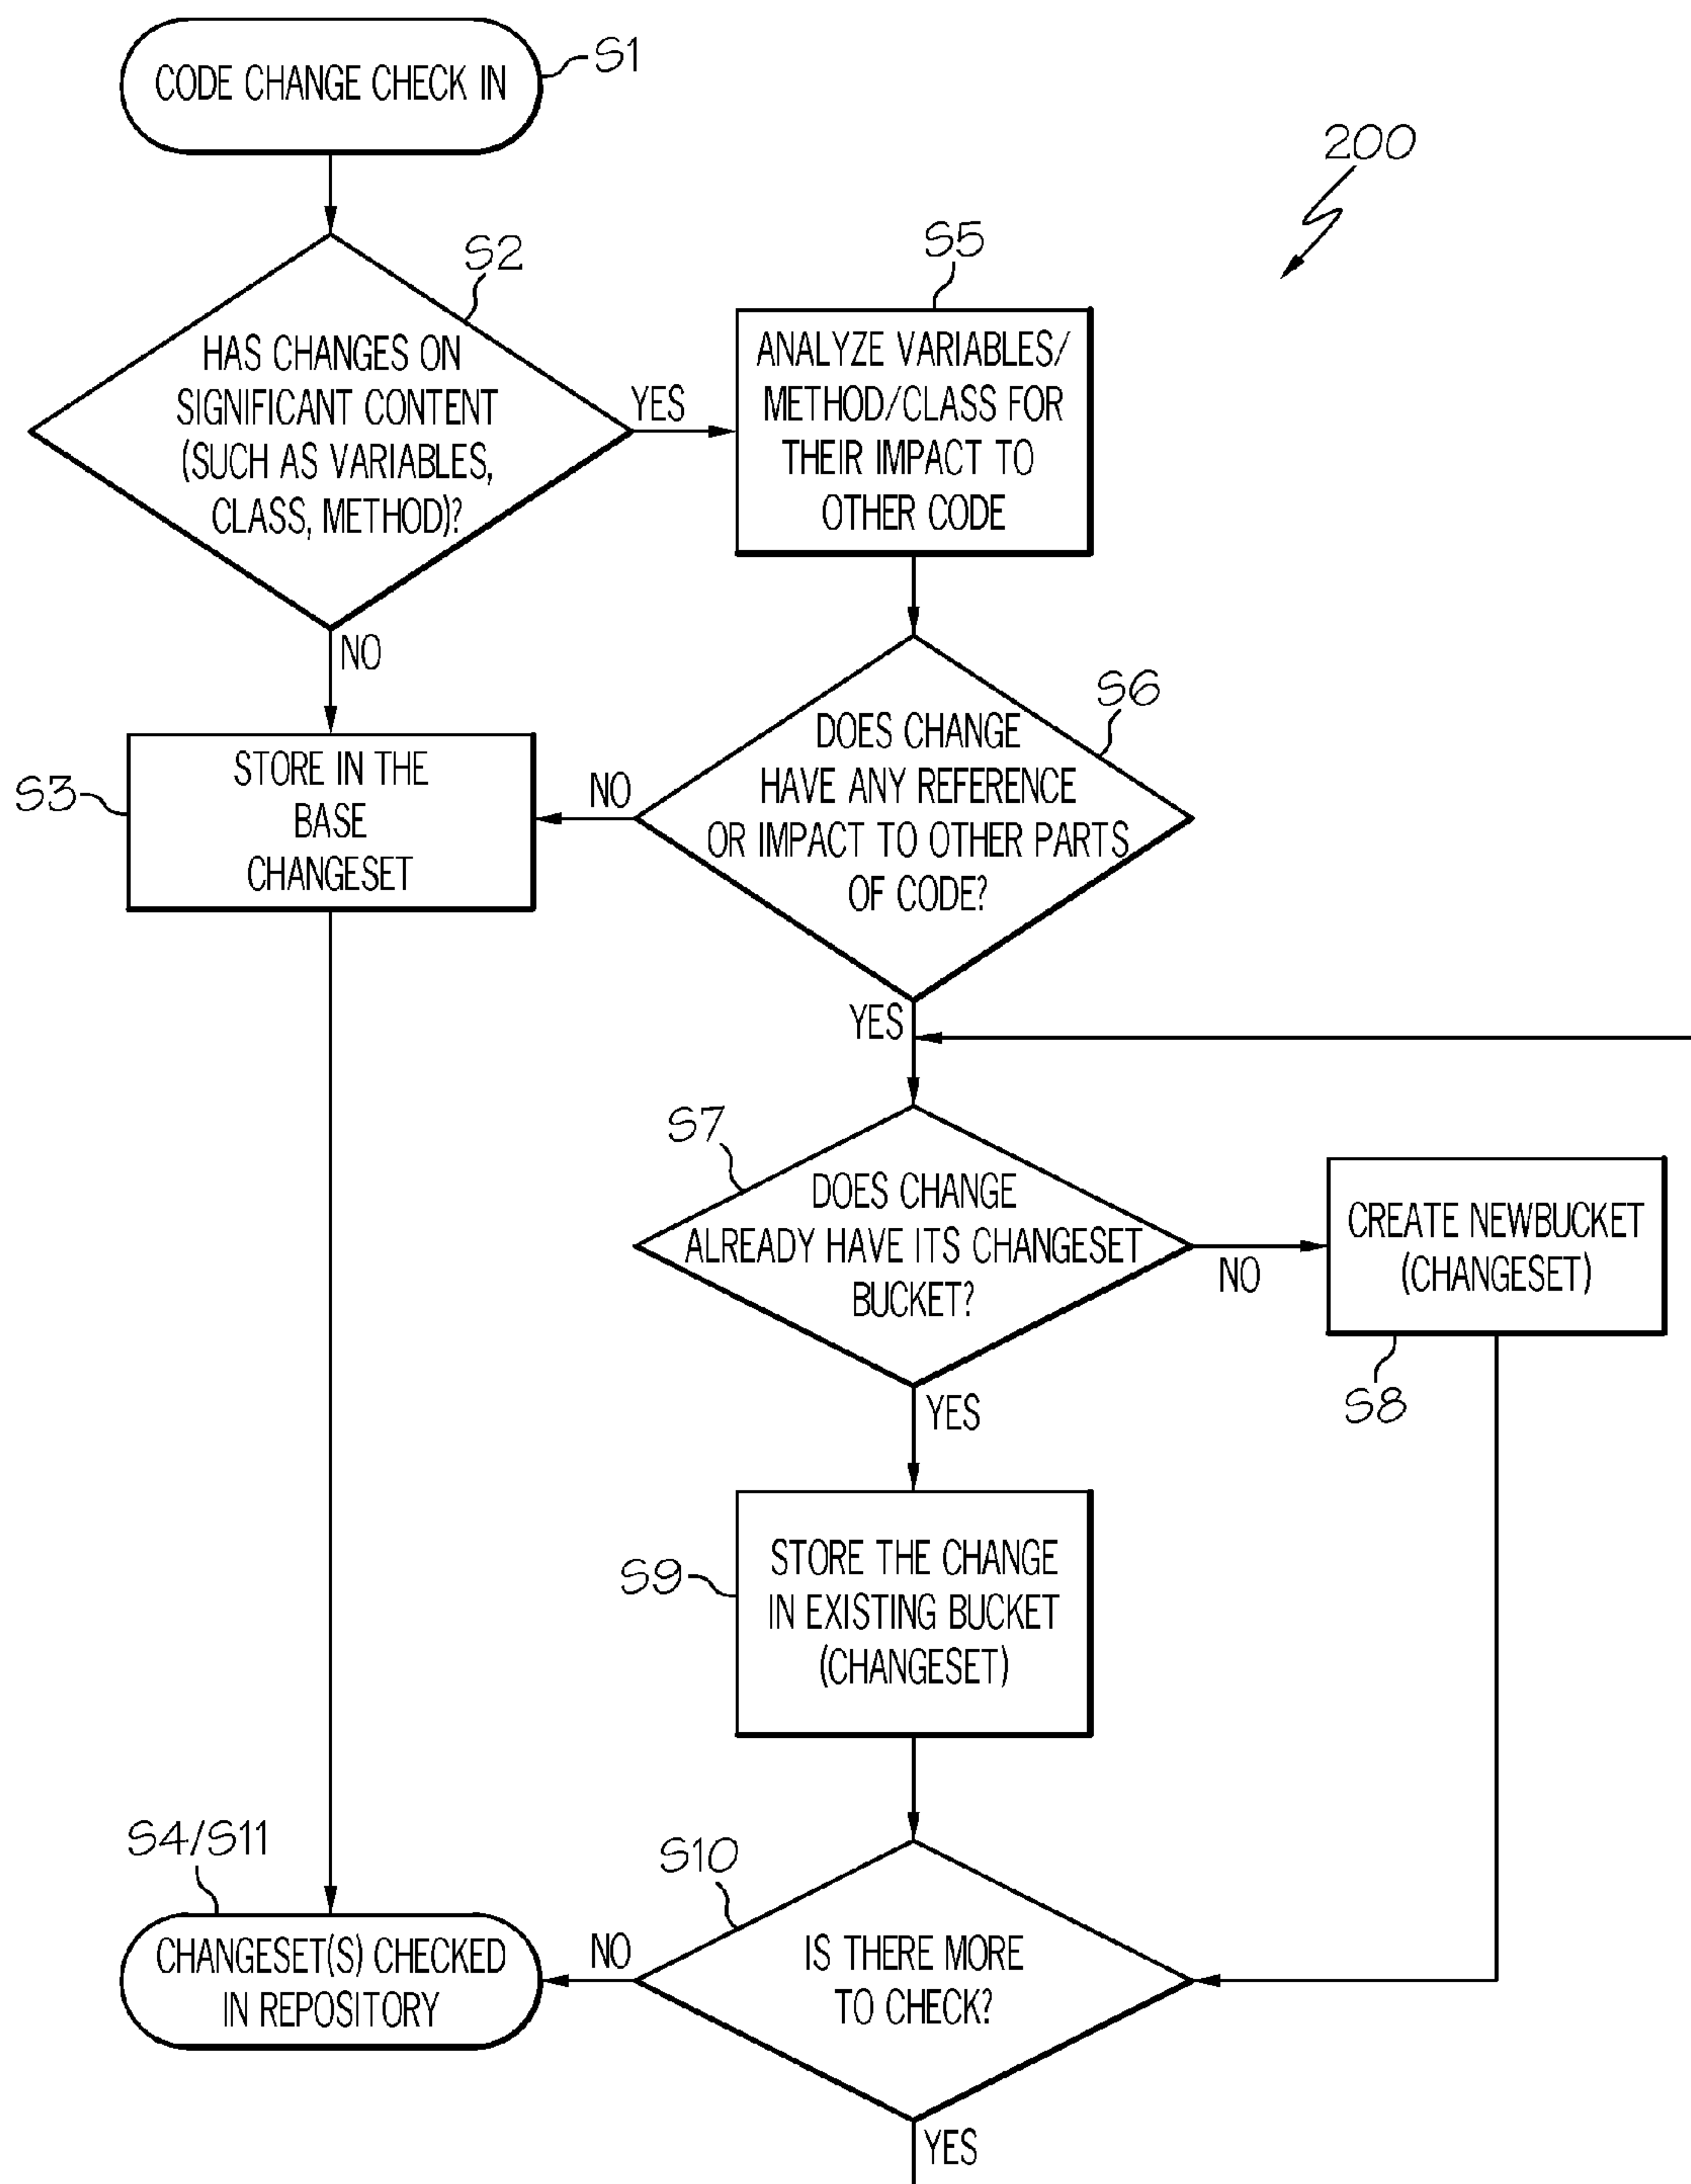 CODE CHANGE CHECK IN
S1
200
S2
HAS CHANGES ON
SIGNIFICANT CONTENT
(SUCH AS VARIABLES,
CLASS, METHOD)?
YES
NO
S5
ANALYZE VARIABLES/
METHOD/CLASS FOR
THEIR IMPACT TO
OTHER CODE
S3
STORE IN THE
BASE
CHANGESET
NO
S6
DOES CHANGE
HAVE ANY REFERENCE
OR IMPACT TO OTHER PARTS
OF CODE?
YES
S7
DOES CHANGE
ALREADY HAVE ITS CHANGESET
BUCKET?
NO
CREATE NEWBUCKET
(CHANGESET)
S8
YES
S9
STORE THE CHANGE
IN EXISTING BUCKET
(CHANGESET)
S4/S11
CHANGESET(S) CHECKED
IN REPOSITORY
NO
S10
IS THERE MORE
TO CHECK?
YES